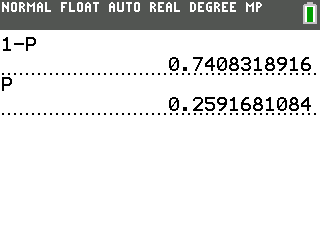 NORMAL FLOAT AUTO REAL DEGREE MP
1-P
0.7408318916
P
0.2591681084